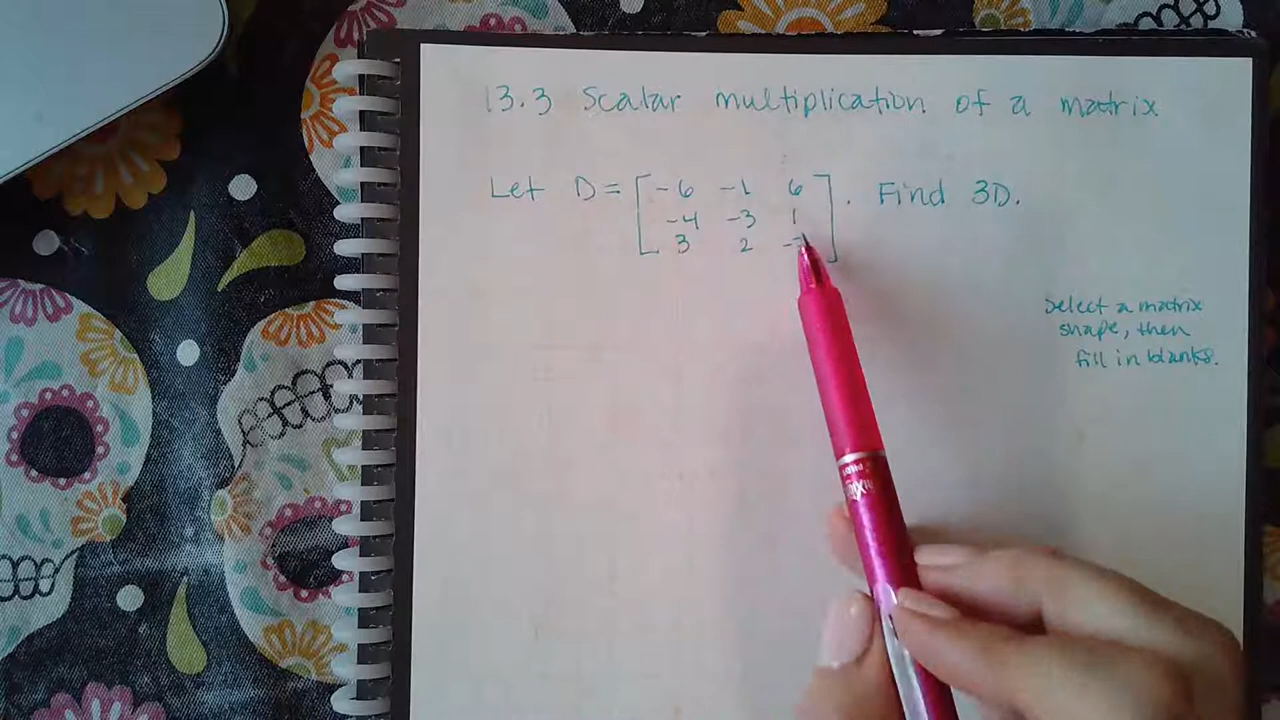 13.3 Scalar multiplication of a matrix
Let D = [ -6 -1 6 ] . Find 3D.
-4 -3 1
3 2
Select a matrix
shape, then
fill in blanks.